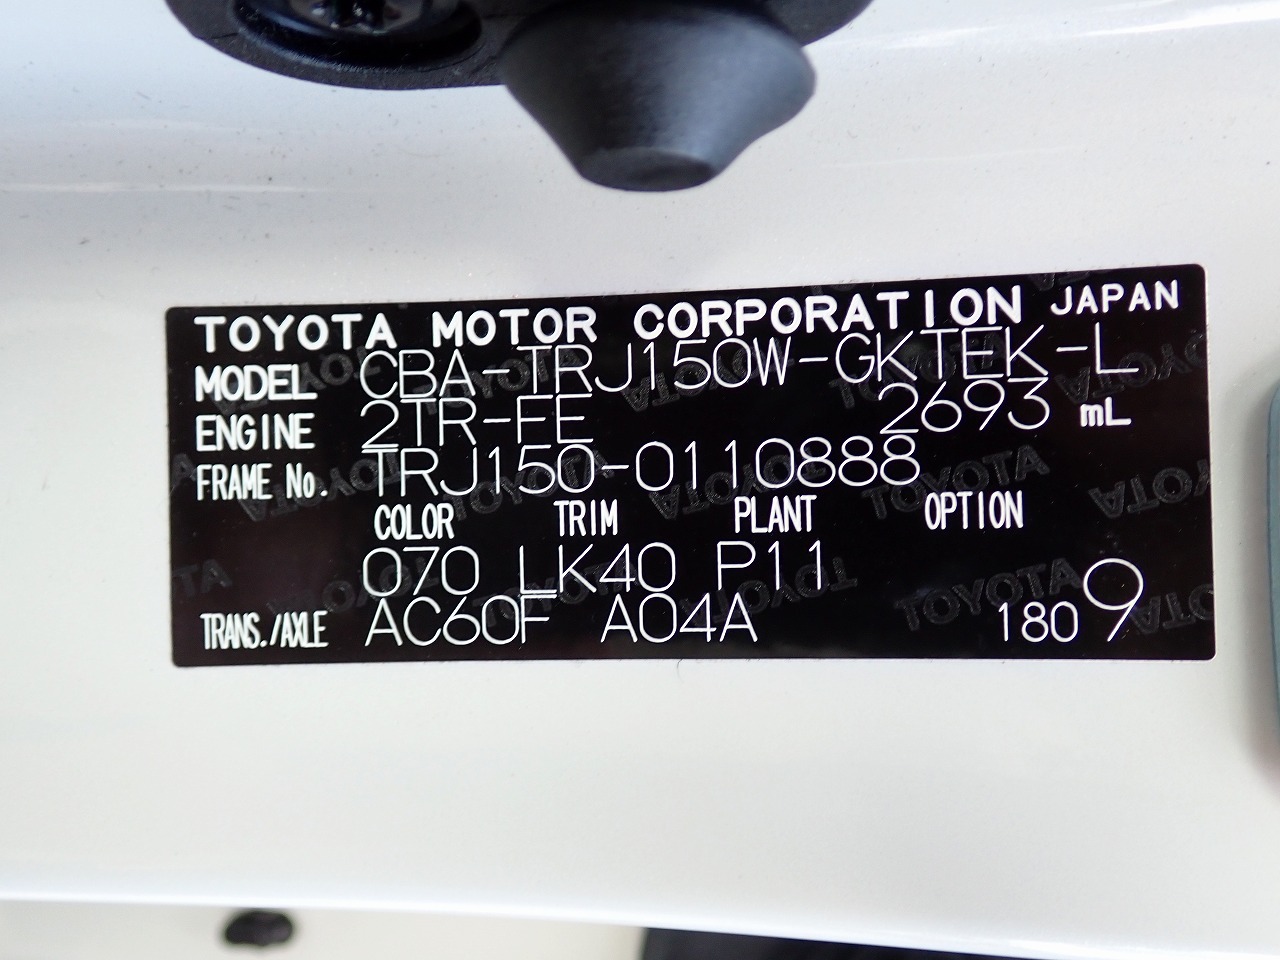 TOYOTA MOTOR CORPORATION JAPAN
MODEL CBA-TRJ150W-GKTEK-L
ENGINE 2TR-FE 2693 mL
FRAME No. TRJ150-0110888
COLOR TRIM PLANT OPTION
070 LK40 P11
TRANS./AXLE AC60F A04A 1809